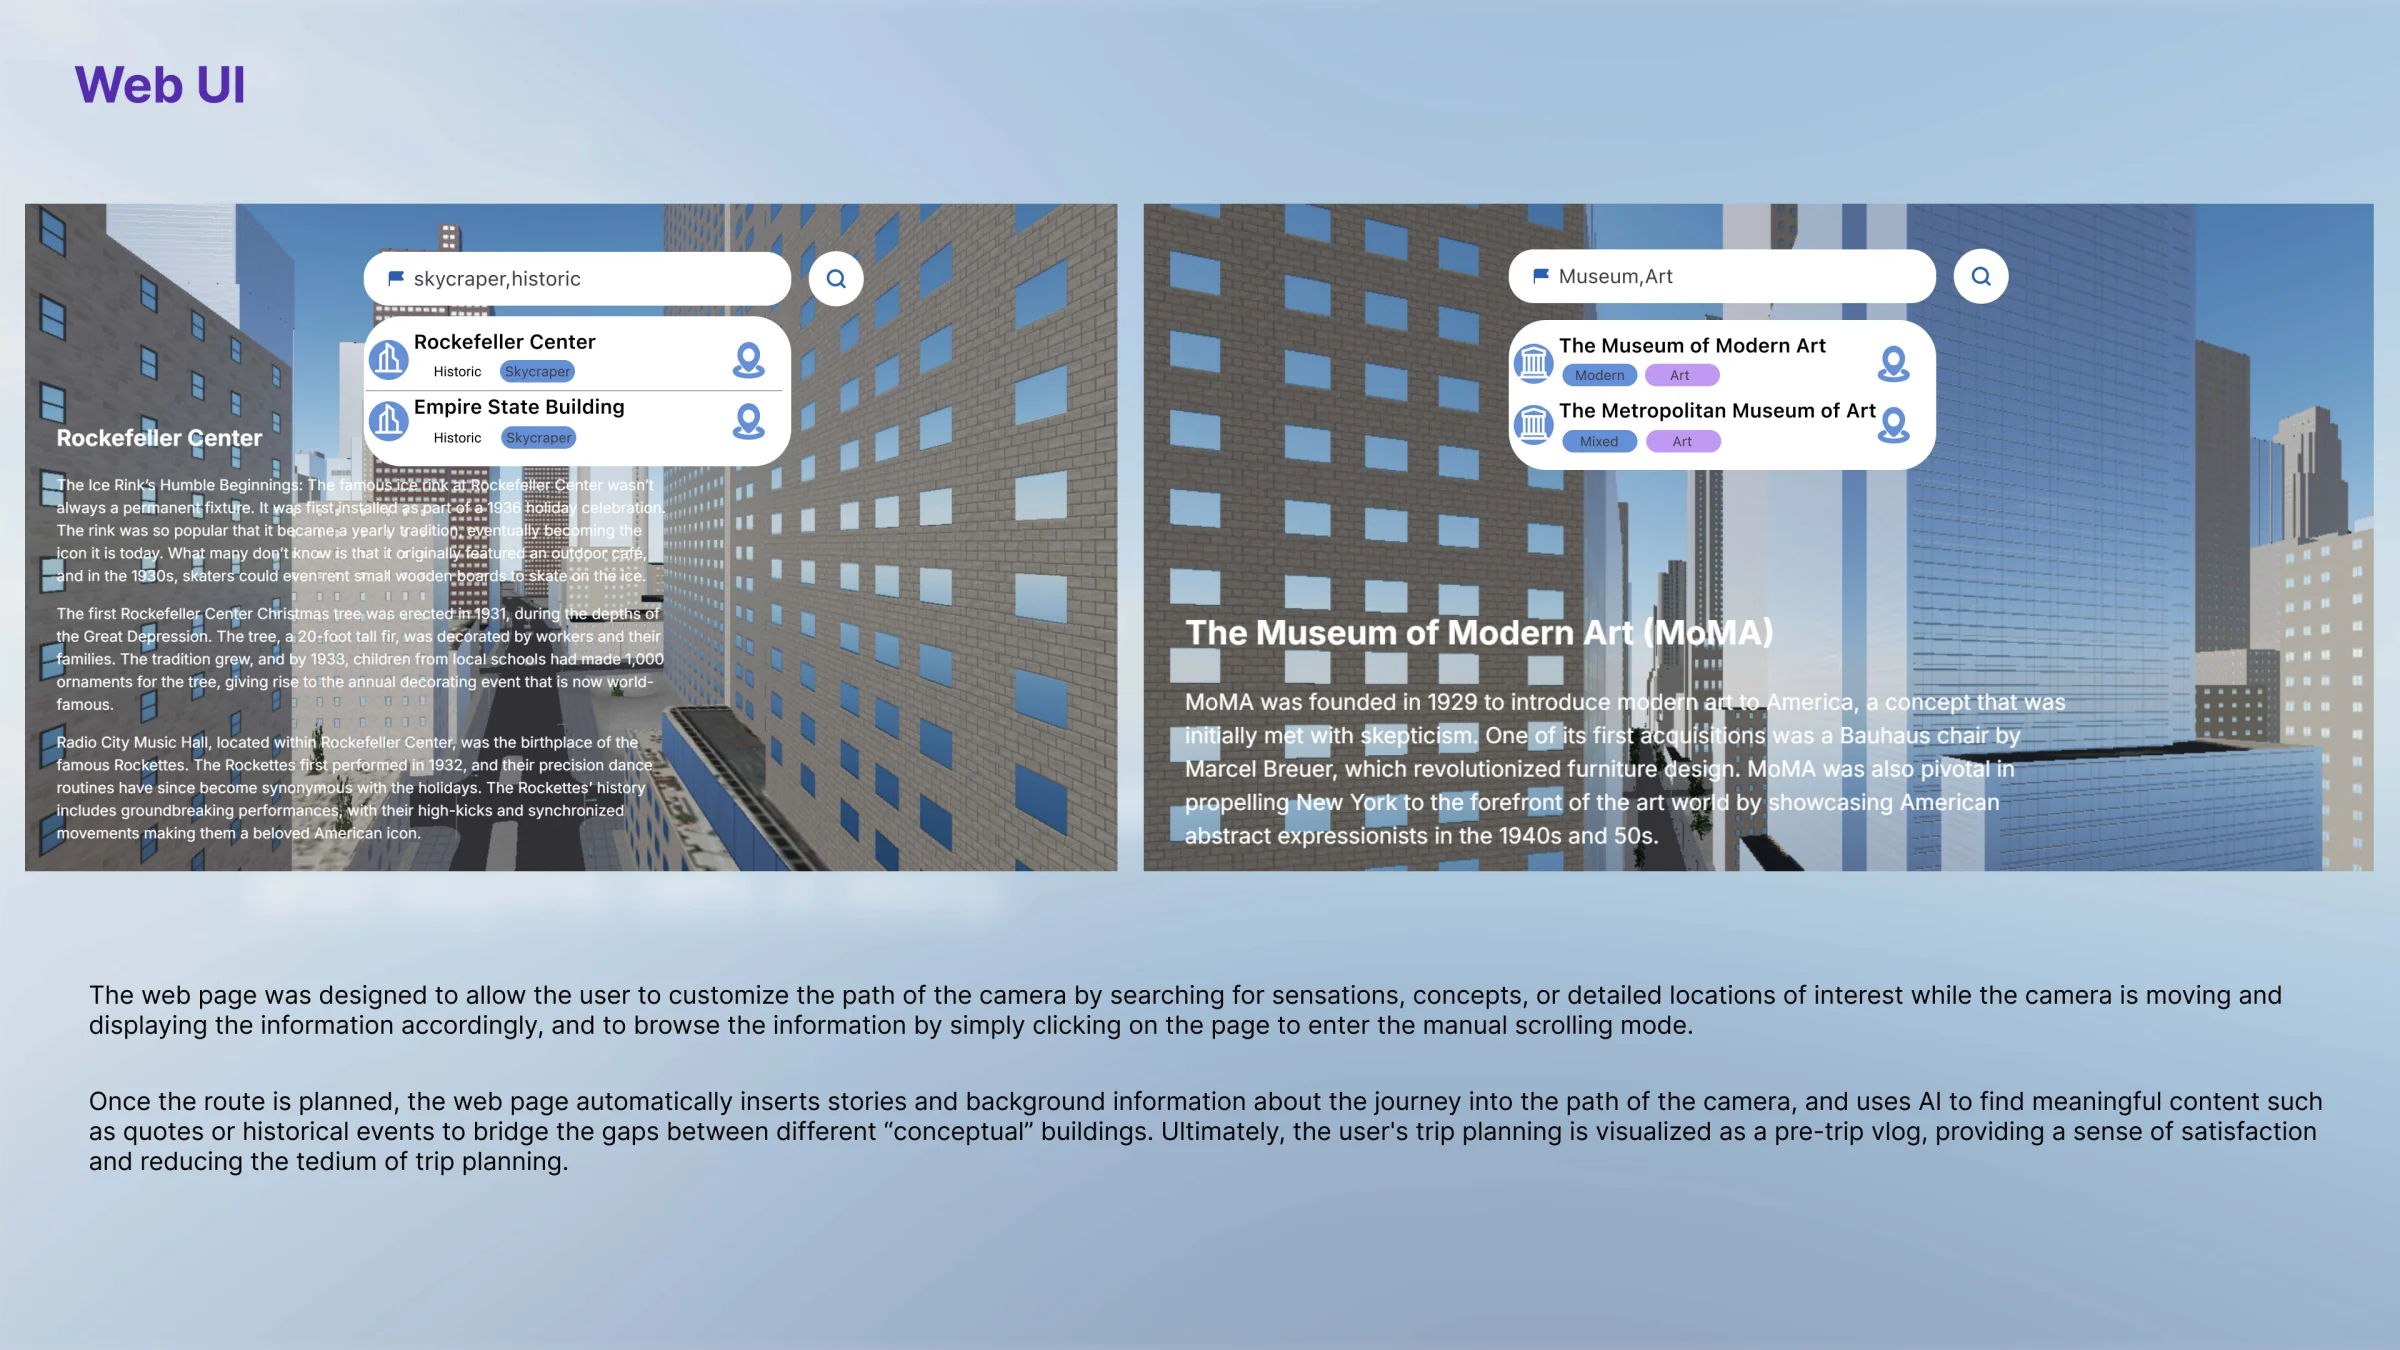 Web UI
skycraper,historic
Rockefeller Center
Historic Skycraper
Empire State Building
Historic Skycraper
Rockefeller Center
The Ice Rink's Humble Beginnings: The famous ice rink at Rockefeller Center wasn't
always a permanent fixture. It was first installed as part of a 1936 holiday celebration.
The rink was so popular that it became a yearly tradition, eventually becoming the
icon it is today. What many don't know is that it originally featured an outdoor café,
and in the 1930s, skaters could even rent small wooden boards to skate on the ice.
The first Rockefeller Center Christmas tree was erected in 1931, during the depths of
the Great Depression. The tree, a 20-foot tall fir, was decorated by workers and their
families. The tradition grew, and by 1933, children from local schools had made 1,000
ornaments for the tree, giving rise to the annual decorating event that is now world-
famous.
Radio City Music Hall, located within Rockefeller Center, was the birthplace of the
famous Rockettes. The Rockettes first performed in 1932, and their precision dance
routines have since become synonymous with the holidays. The Rockettes' history
includes groundbreaking performances, with their high-kicks and synchronized
movements making them a beloved American icon.
Museum,Art
The Museum of Modern Art
Modern Art
The Metropolitan Museum of Art
Mixed Art
The Museum of Modern Art (MoMA)
MoMA was founded in 1929 to introduce modern art to America, a concept that was
initially met with skepticism. One of its first acquisitions was a Bauhaus chair by
Marcel Breuer, which revolutionized furniture design. MoMA was also pivotal in
propelling New York to the forefront of the art world by showcasing American
abstract expressionists in the 1940s and 50s.
The web page was designed to allow the user to customize the path of the camera by searching for sensations, concepts, or detailed locations of interest while the camera is moving and
displaying the information accordingly, and to browse the information by simply clicking on the page to enter the manual scrolling mode.
Once the route is planned, the web page automatically inserts stories and background information about the journey into the path of the camera, and uses AI to find meaningful content such
as quotes or historical events to bridge the gaps between different “conceptual” buildings. Ultimately, the user's trip planning is visualized as a pre-trip vlog, providing a sense of satisfaction
and reducing the tedium of trip planning.